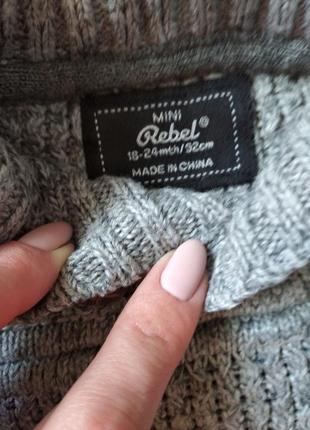 MINI
Rebel®
18-24mth/92cm
MADE IN CHINA